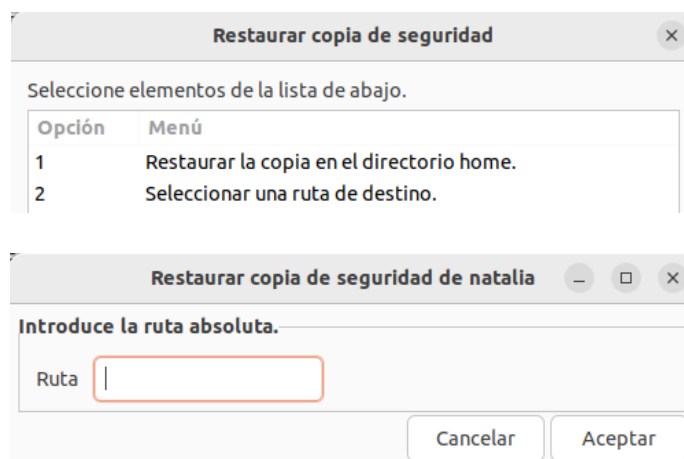 Restaurar copia de seguridad
Seleccione elementos de la lista de abajo.
Opción Menú
1 Restaurar la copia en el directorio home.
2 Seleccionar una ruta de destino.
Restaurar copia de seguridad de natalia
Introduce la ruta absoluta.
Ruta
Cancelar Aceptar